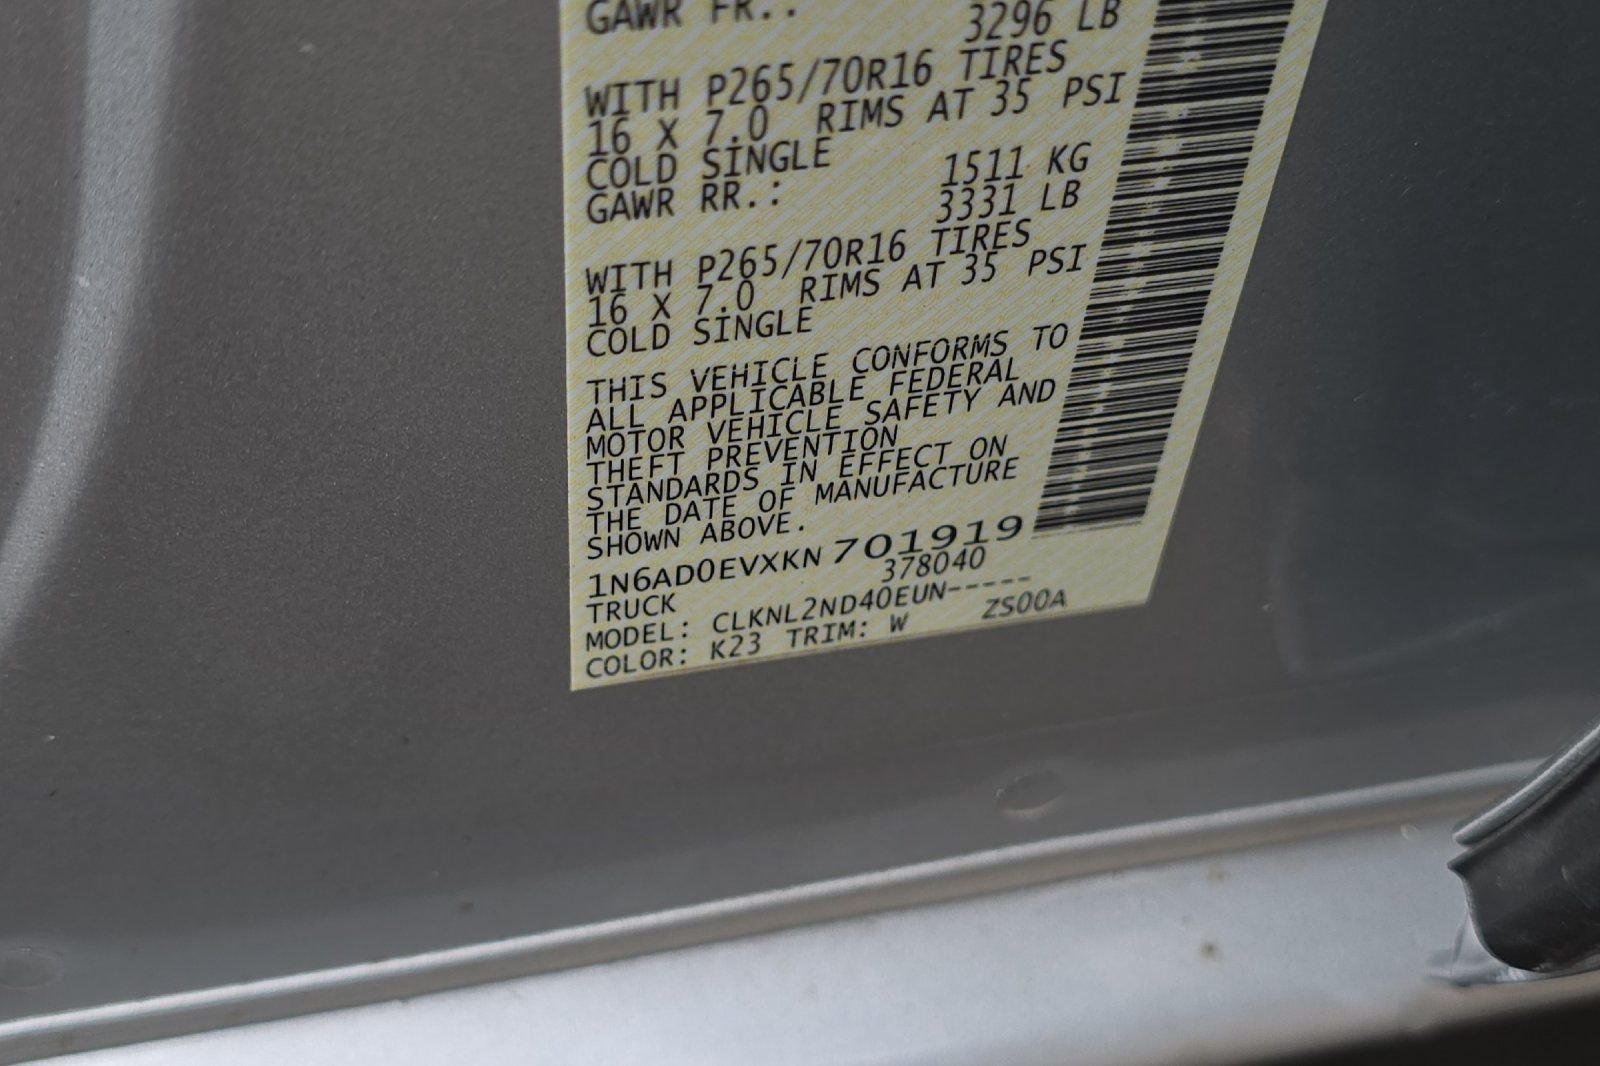 GAWR FR.:
3296 LB
WITH P265/70R16 TIRES
16 X 7.0 RIMS AT 35 PSI
COLD SINGLE
GAWR RR.: 1511 KG
3331 LB
WITH P265/70R16 TIRES
16 X 7.0 RIMS AT 35 PSI
COLD SINGLE
THIS VEHICLE CONFORMS TO
ALL APPLICABLE FEDERAL
MOTOR VEHICLE SAFETY AND
THEFT PREVENTION
STANDARDS IN EFFECT ON
THE DATE OF MANUFACTURE
SHOWN ABOVE.
1N6AD0EVXKN 701919
TRUCK 378040
MODEL: CLKNL2ND40EUN-----
COLOR: K23 TRIM: W ZS00A